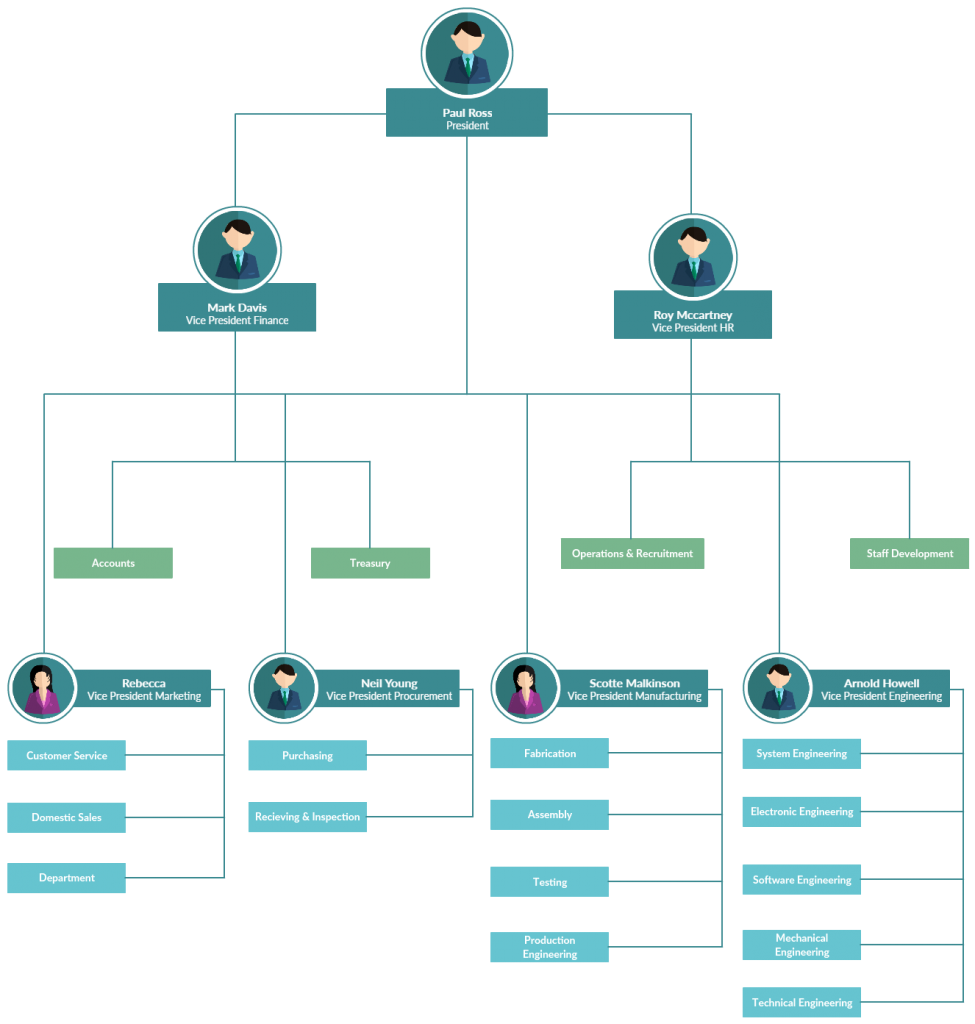 Paul Ross
President
Mark Davis
Vice President Finance
Roy Mccartney
Vice President HR
Accounts
Treasury
Operations & Recruitment
Staff Development
Rebecca
Vice President Marketing
Customer Service
Domestic Sales
Department
Neil Young
Vice President Procurement
Purchasing
Recieving & Inspection
Scotte Malkinson
Vice President Manufacturing
Fabrication
Assembly
Testing
Production
Engineering
Arnold Howell
Vice President Engineering
System Engineering
Electronic Engineering
Software Engineering
Mechanical
Engineering
Technical Engineering